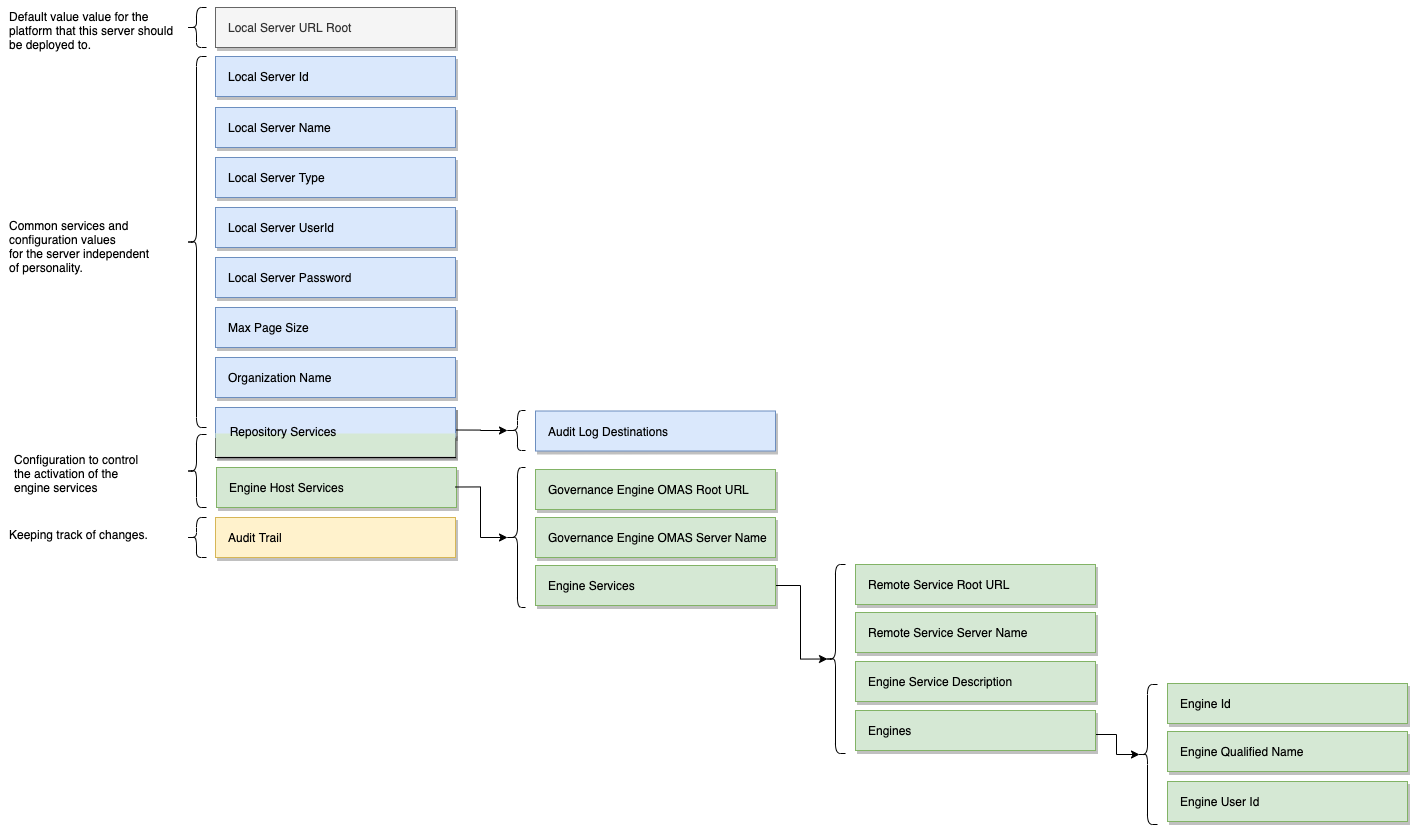 Default value value for the
platform that this server should
be deployed to.
Local Server URL Root
Local Server Id
Local Server Name
Local Server Type
Common services and
configuration values
for the server independent
of personality.
Local Server UserId
Local Server Password
Max Page Size
Organization Name
Repository Services
Audit Log Destinations
Configuration to control
the activation of the
engine services
Engine Host Services
Governance Engine OMAS Root URL
Keeping track of changes.
Audit Trail
Governance Engine OMAS Server Name
Engine Services
Remote Service Root URL
Remote Service Server Name
Engine Service Description
Engines
Engine Id
Engine Qualified Name
Engine User Id